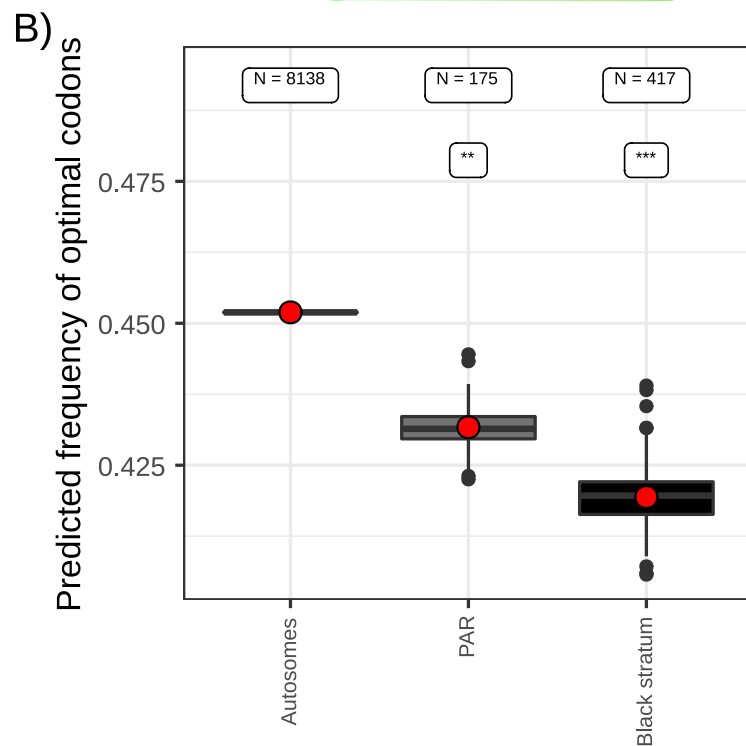 B)
Predicted frequency of optimal codons
N = 8138
N = 175
N = 417
**
***
0.475
0.450
0.425
Autosomes
PAR
Black stratum